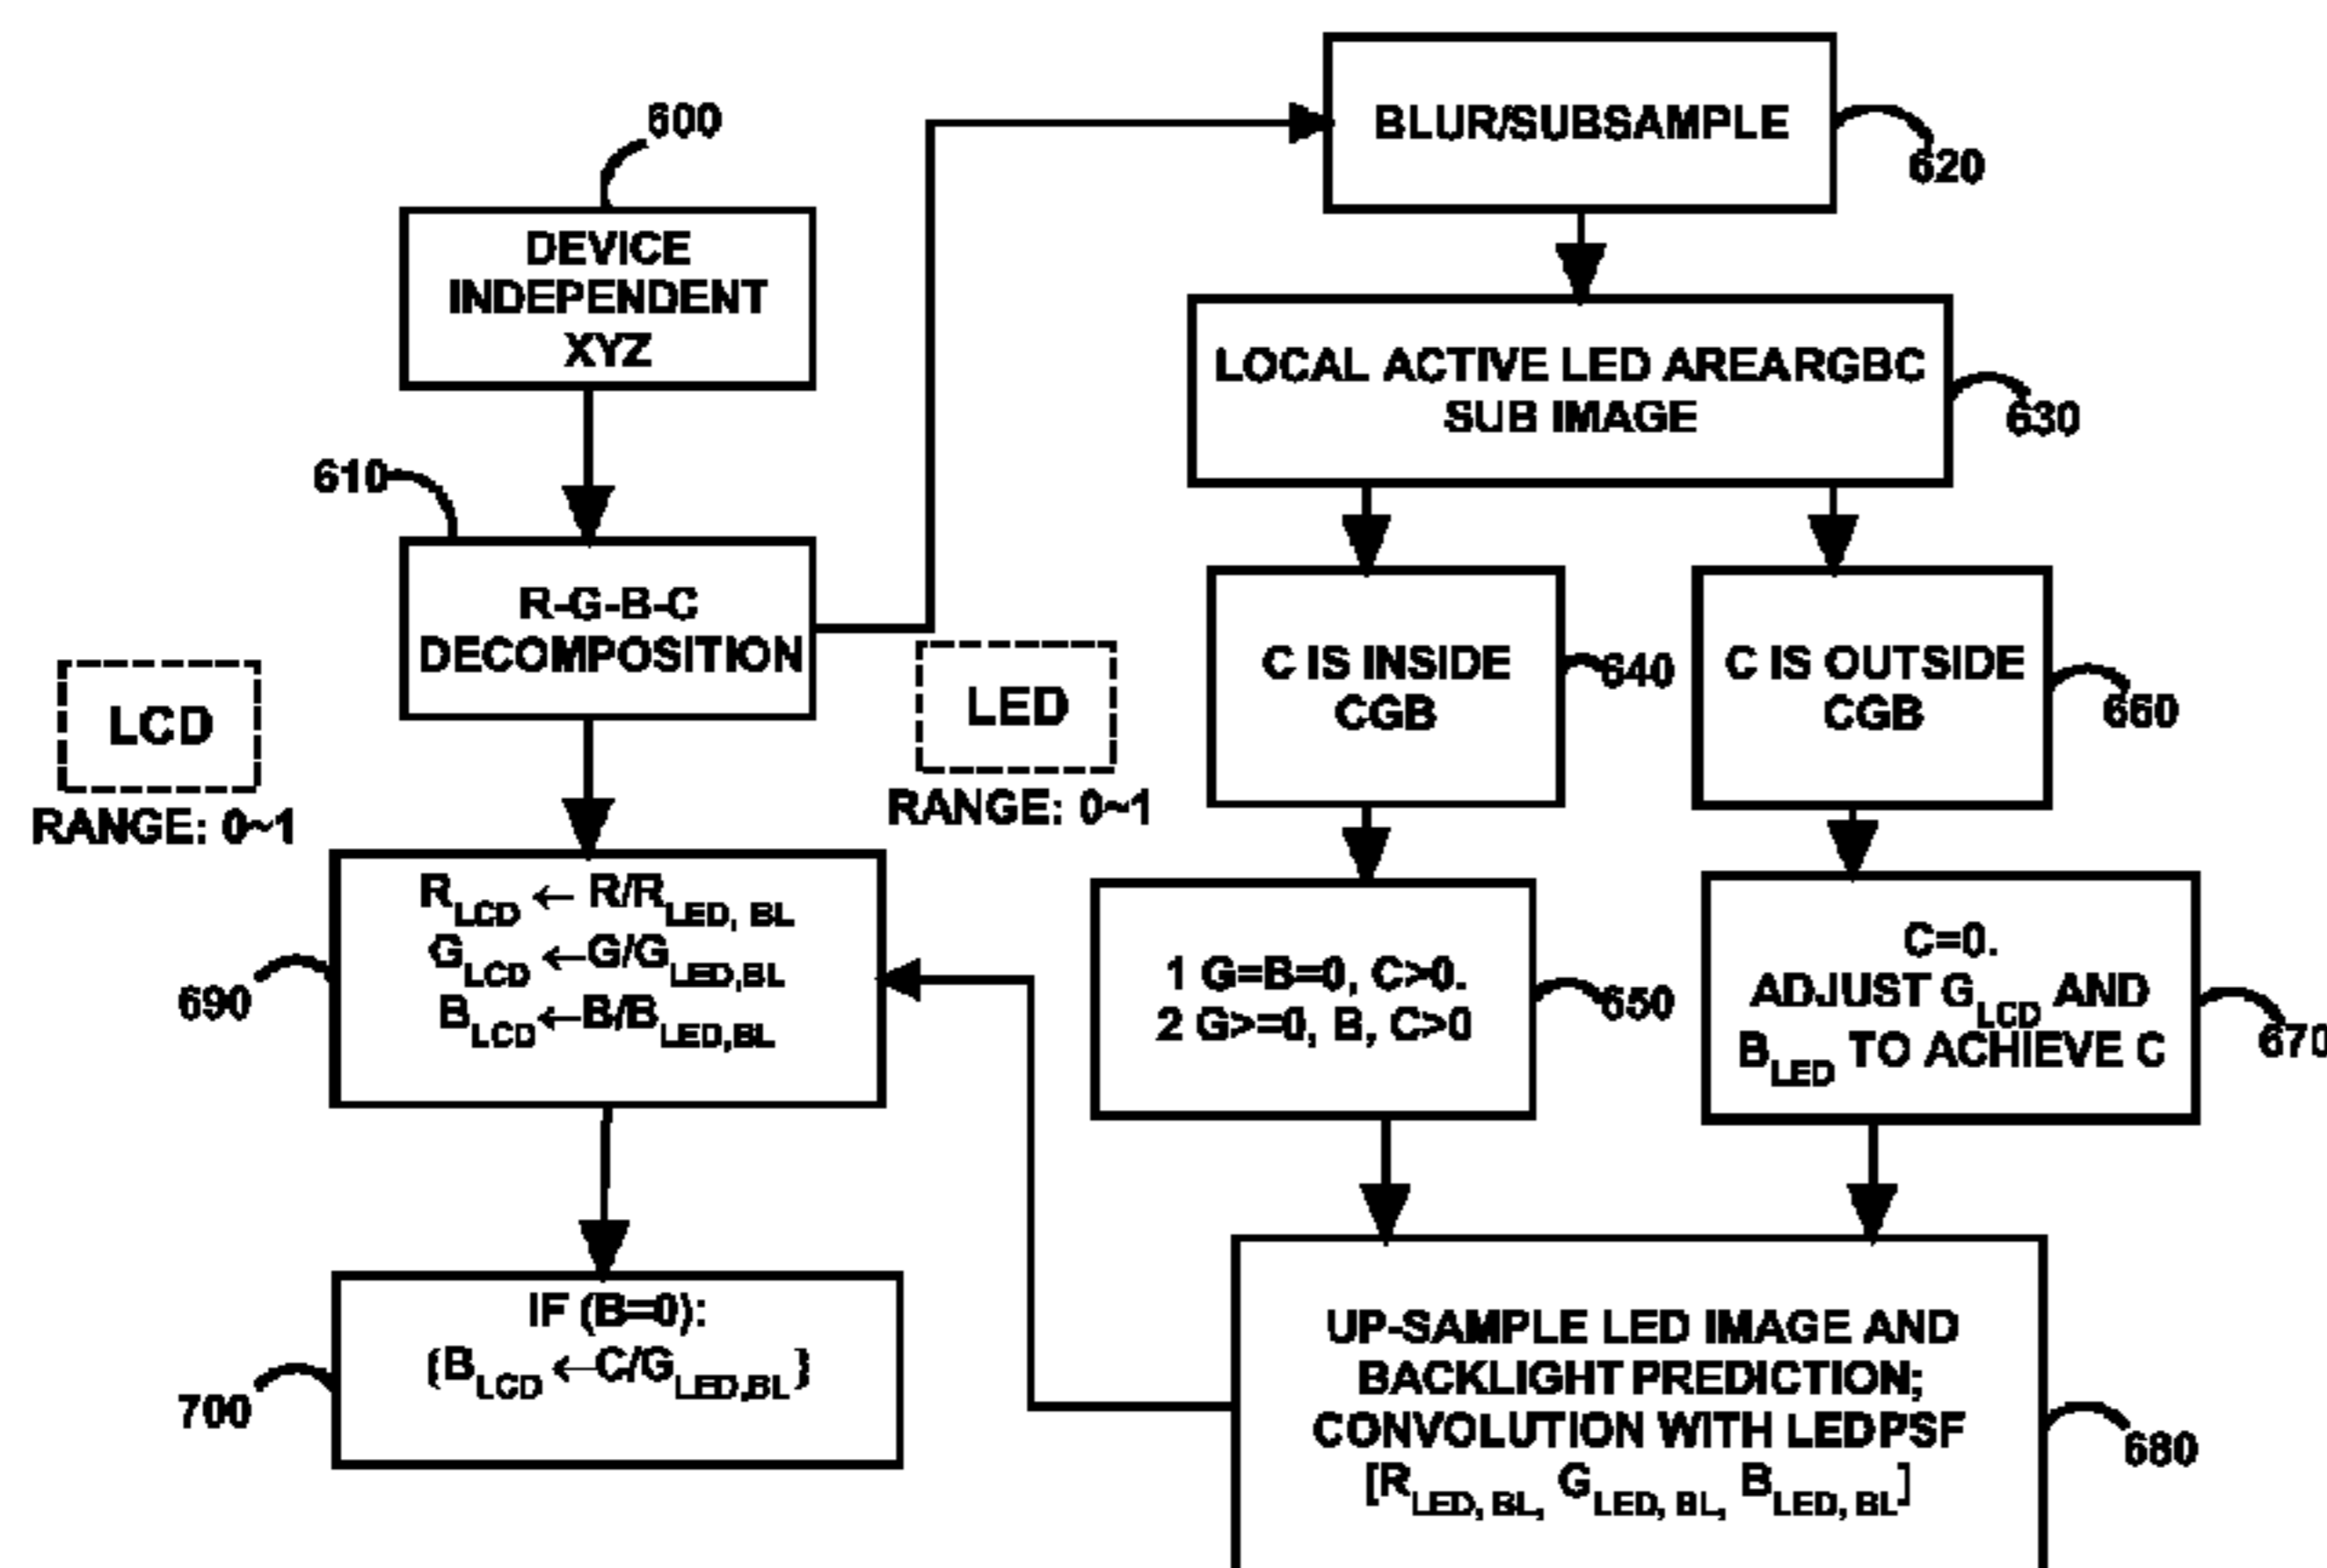 600
DEVICE
INDEPENDENT
XYZ
610
R-G-B-C
DECOMPOSITION
LCD
RANGE: 0~1
LED
RANGE: 0~1
BLUR/SUBSAMPLE
620
LOCAL ACTIVE LED AREARGBC
SUB IMAGE
630
C IS INSIDE
CGB
640
C IS OUTSIDE
CGB
660
1 G=B=0, C>0.
2 G>=0, B, C>0
650
C=0.
ADJUST G_LCD AND
B_LED TO ACHIEVE C
670
UP-SAMPLE LED IMAGE AND
BACKLIGHT PREDICTION;
CONVOLUTION WITH LEDPSF
[R_LED, BL, G_LED, BL, B_LED, BL]
680
R_LCD ← R/R_LED, BL
G_LCD ←G/G_LED,BL
B_LCD←B/B_LED,BL
690
IF (B=0):
{B_LCD ←C/G_LED,BL}
700